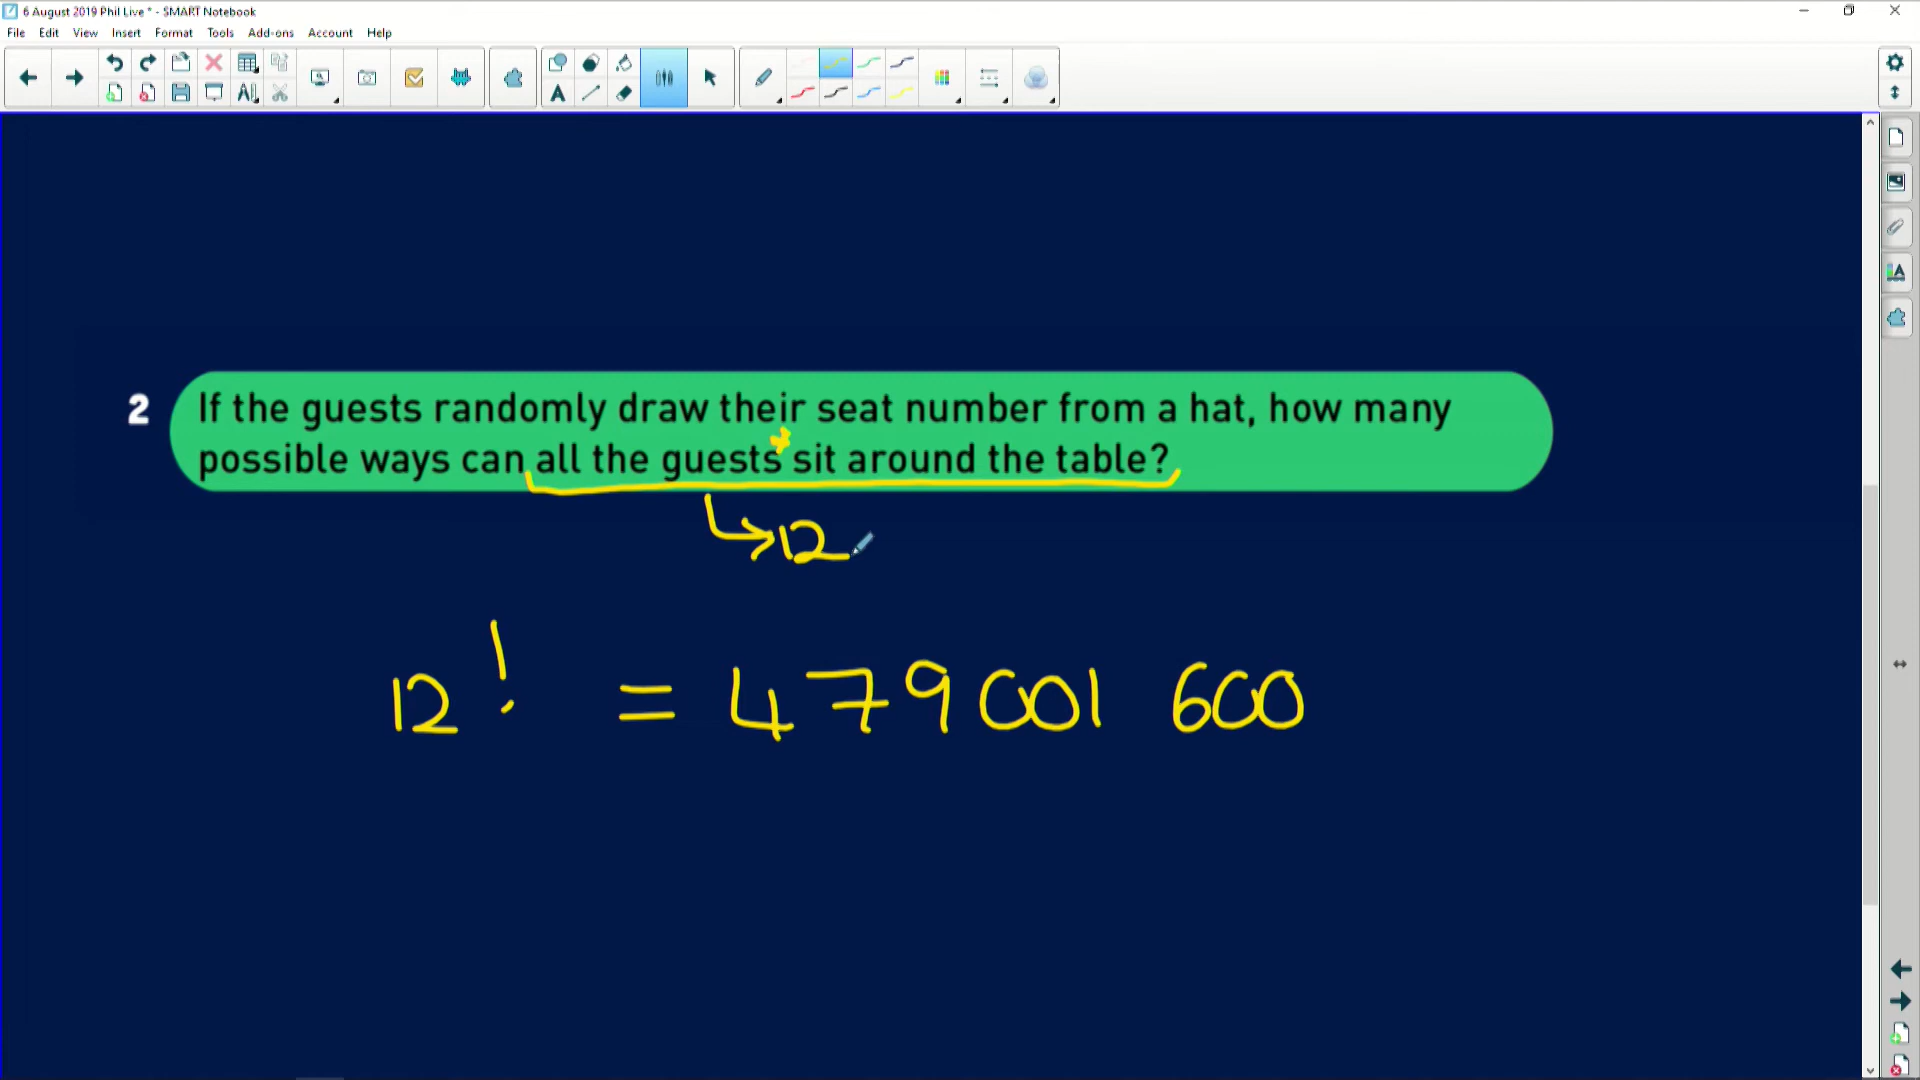 6 August 2019 Phil Live * - SMART Notebook
File Edit View Insert Format Tools Add-ons Account Help
2 If the guests randomly draw their seat number from a hat, how many
possible ways can all the guests* sit around the table?
12
12! = 479 001 600